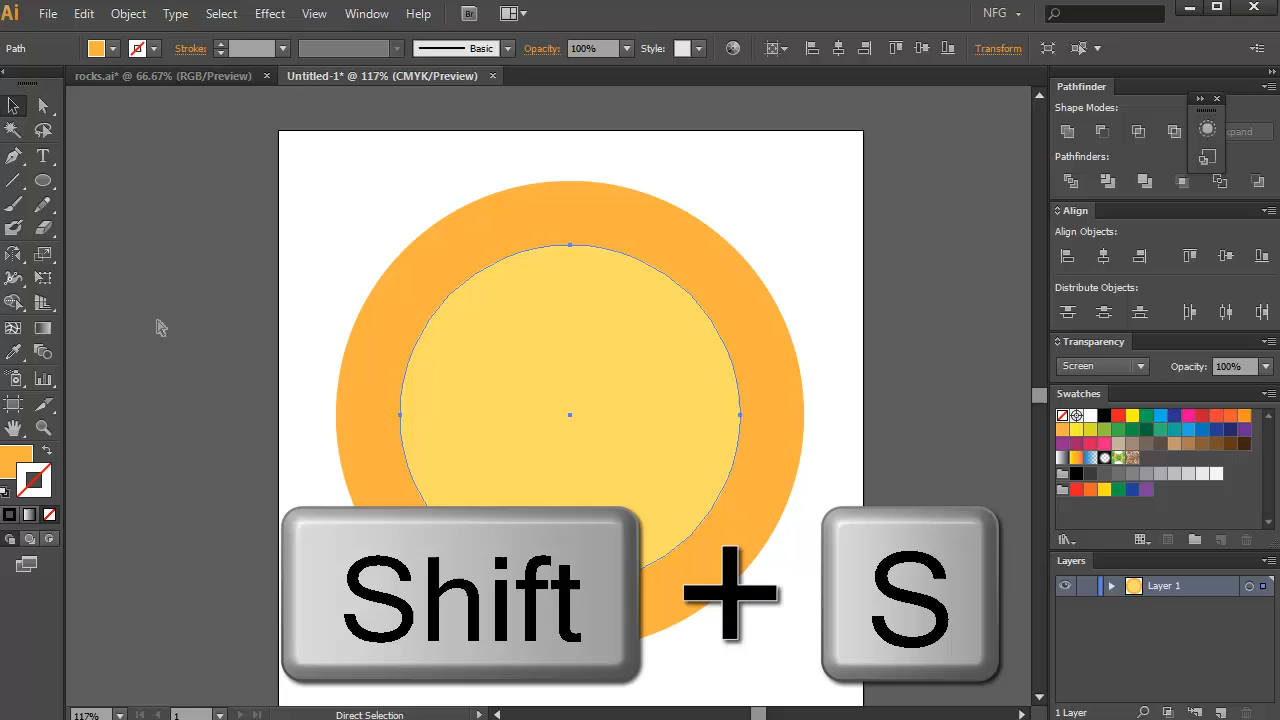 Ai File Edit Object Type Select Effect View Window Help Br NFG
Path Stroke: Basic Opacity: 100% Style: Transform
rocks.ai* @ 66.67% (RGB/Preview) × Untitled-1* @ 117% (CMYK/Preview) ×
Pathfinder
Shape Modes:
xpand
Pathfinders:
Align
Align Objects:
Distribute Objects:
Transparency
Screen Opacity: 100%
Swatches
Layers
Layer 1
Shift + S
117% 1 Direct Selection 1 Layer